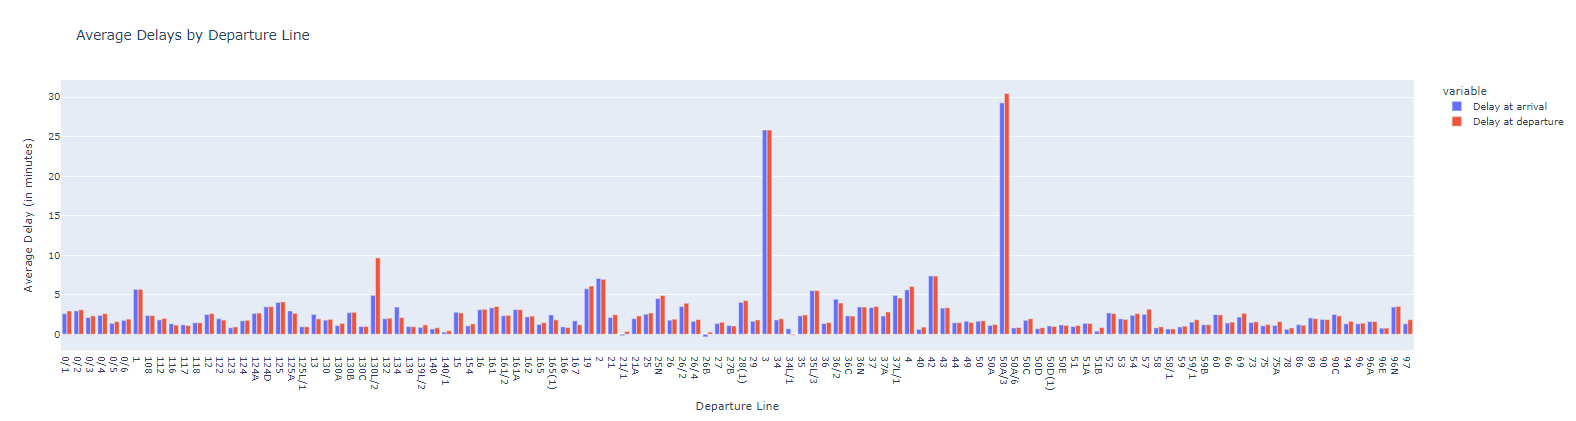 Average Delays by Departure Line
variable
Delay at arrival
Delay at departure
Average Delay (in minutes)
30
25
20
15
10
5
0
0/1
0/2
0/3
0/4
0/5
0/6
1
108
112
116
117
118
12
122
123
124
124A
124D
125
125A
125L/1
13
130
130A
130B
130C
130L/2
132
134
139
139L/2
140
140/1
15
154
16
161
161/2
161A
162
165
165(1)
166
167
19
2
21
21/1
21A
25
25N
26
26/2
26/4
26B
27
27B
28(1)
29
3
34
34L/1
35
35L/3
36
36/2
36C
36N
37
37A
37L/1
4
40
42
43
44
49
50
50A
50A/3
50A/6
50C
50D
50D(1)
50E
51
51A
51B
52
53
54
57
58
58/1
59
59/1
59B
60
66
69
73
75
75A
78
86
89
90
90C
94
96
96A
96E
96N
97
Departure Line